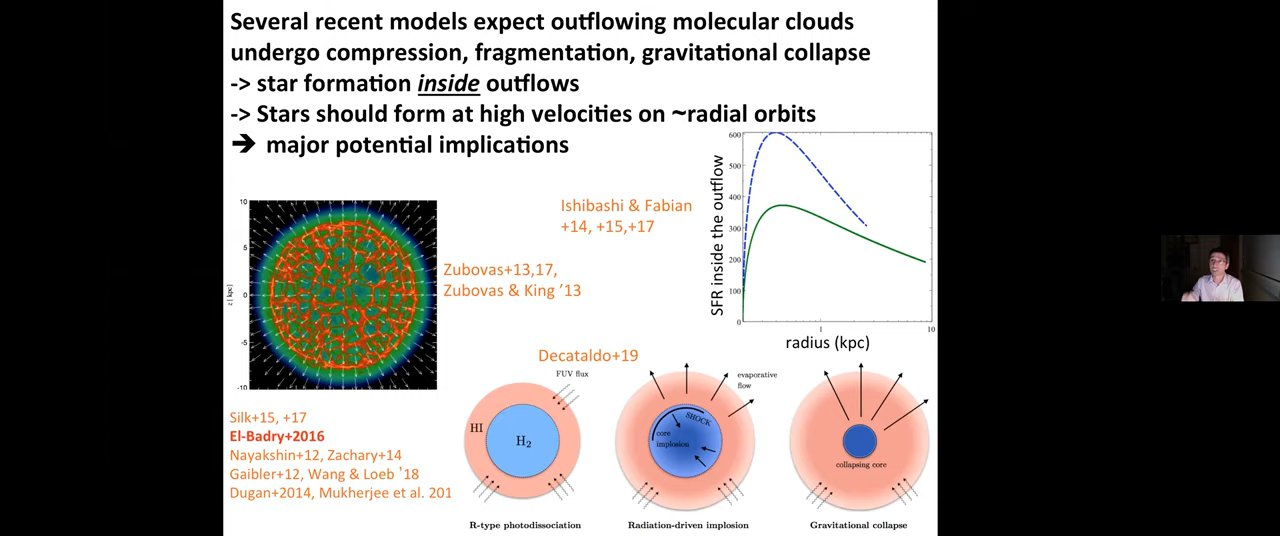 Several recent models expect outflowing molecular clouds
undergo compression, fragmentation, gravitational collapse
-> star formation inside outflows
-> Stars should form at high velocities on ~radial orbits
➔ major potential implications
Ishibashi & Fabian
+14, +15,+17
Zubovas+13,17,
Zubovas & King ’13
10
5
0
-5
-10
z [ kpc]
SFR inside the outflow
600
500
400
300
200
100
0
1
10
radius (kpc)
Decataldo+19
Silk+15, +17
El-Badry+2016
Nayakshin+12, Zachary+14
Gaibler+12, Wang & Loeb '18
Dugan+2014, Mukherjee et al. 201
FUV flux
HI
H2
R-type photodissociation
evaporative
flow
SHOCK
core
implosion
Radiation-driven implosion
collapsing core
Gravitational collapse